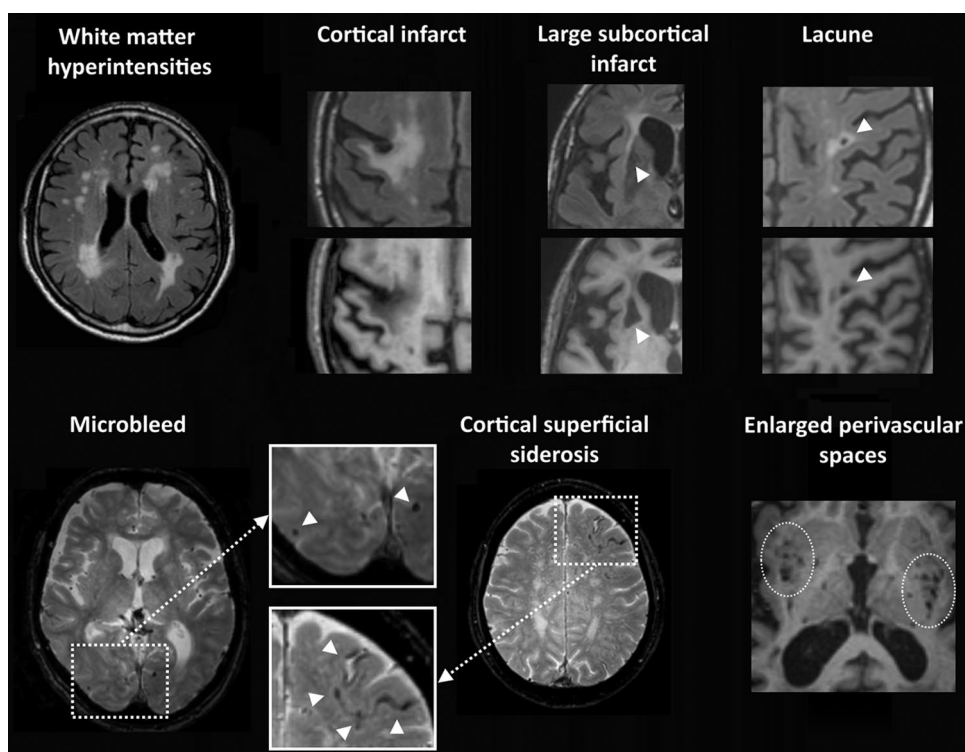 White matter
hyperintensities
Cortical infarct
Large subcortical
infarct
Lacune
Microbleed
Cortical superficial
siderosis
Enlarged perivascular
spaces